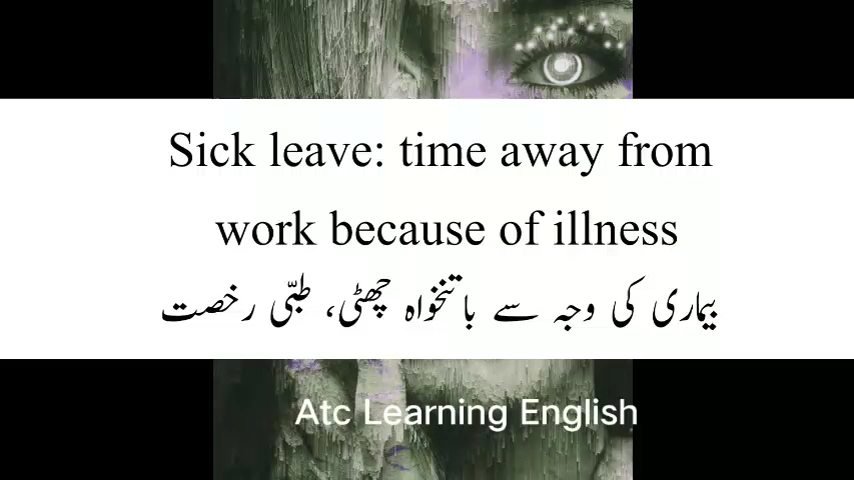 Sick leave: time away from
work because of illness
بیماری کی وجہ سے باتنخواہ چھٹی، طبّی رخصت
Atc Learning English